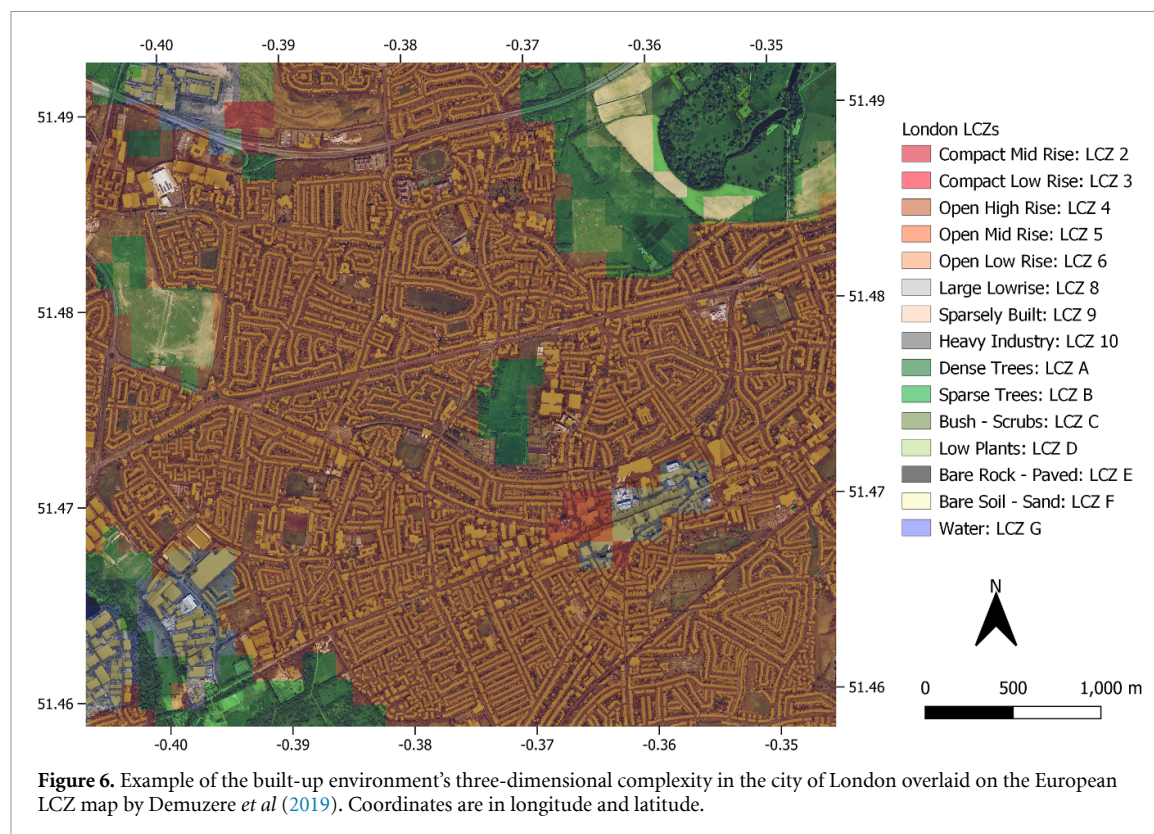 -0.40 -0.39 -0.38 -0.37 -0.36 -0.35
51.49 51.49
51.48 51.48
51.47 51.47
51.46 51.46
-0.40 -0.39 -0.38 -0.37 -0.36 -0.35
London LCZs
Compact Mid Rise: LCZ 2
Compact Low Rise: LCZ 3
Open High Rise: LCZ 4
Open Mid Rise: LCZ 5
Open Low Rise: LCZ 6
Large Lowrise: LCZ 8
Sparsely Built: LCZ 9
Heavy Industry: LCZ 10
Dense Trees: LCZ A
Sparse Trees: LCZ B
Bush - Scrubs: LCZ C
Low Plants: LCZ D
Bare Rock - Paved: LCZ E
Bare Soil - Sand: LCZ F
Water: LCZ G
N
0 500 1,000 m
Figure 6. Example of the built-up environment's three-dimensional complexity in the city of London overlaid on the European
LCZ map by Demuzere et al (2019). Coordinates are in longitude and latitude.